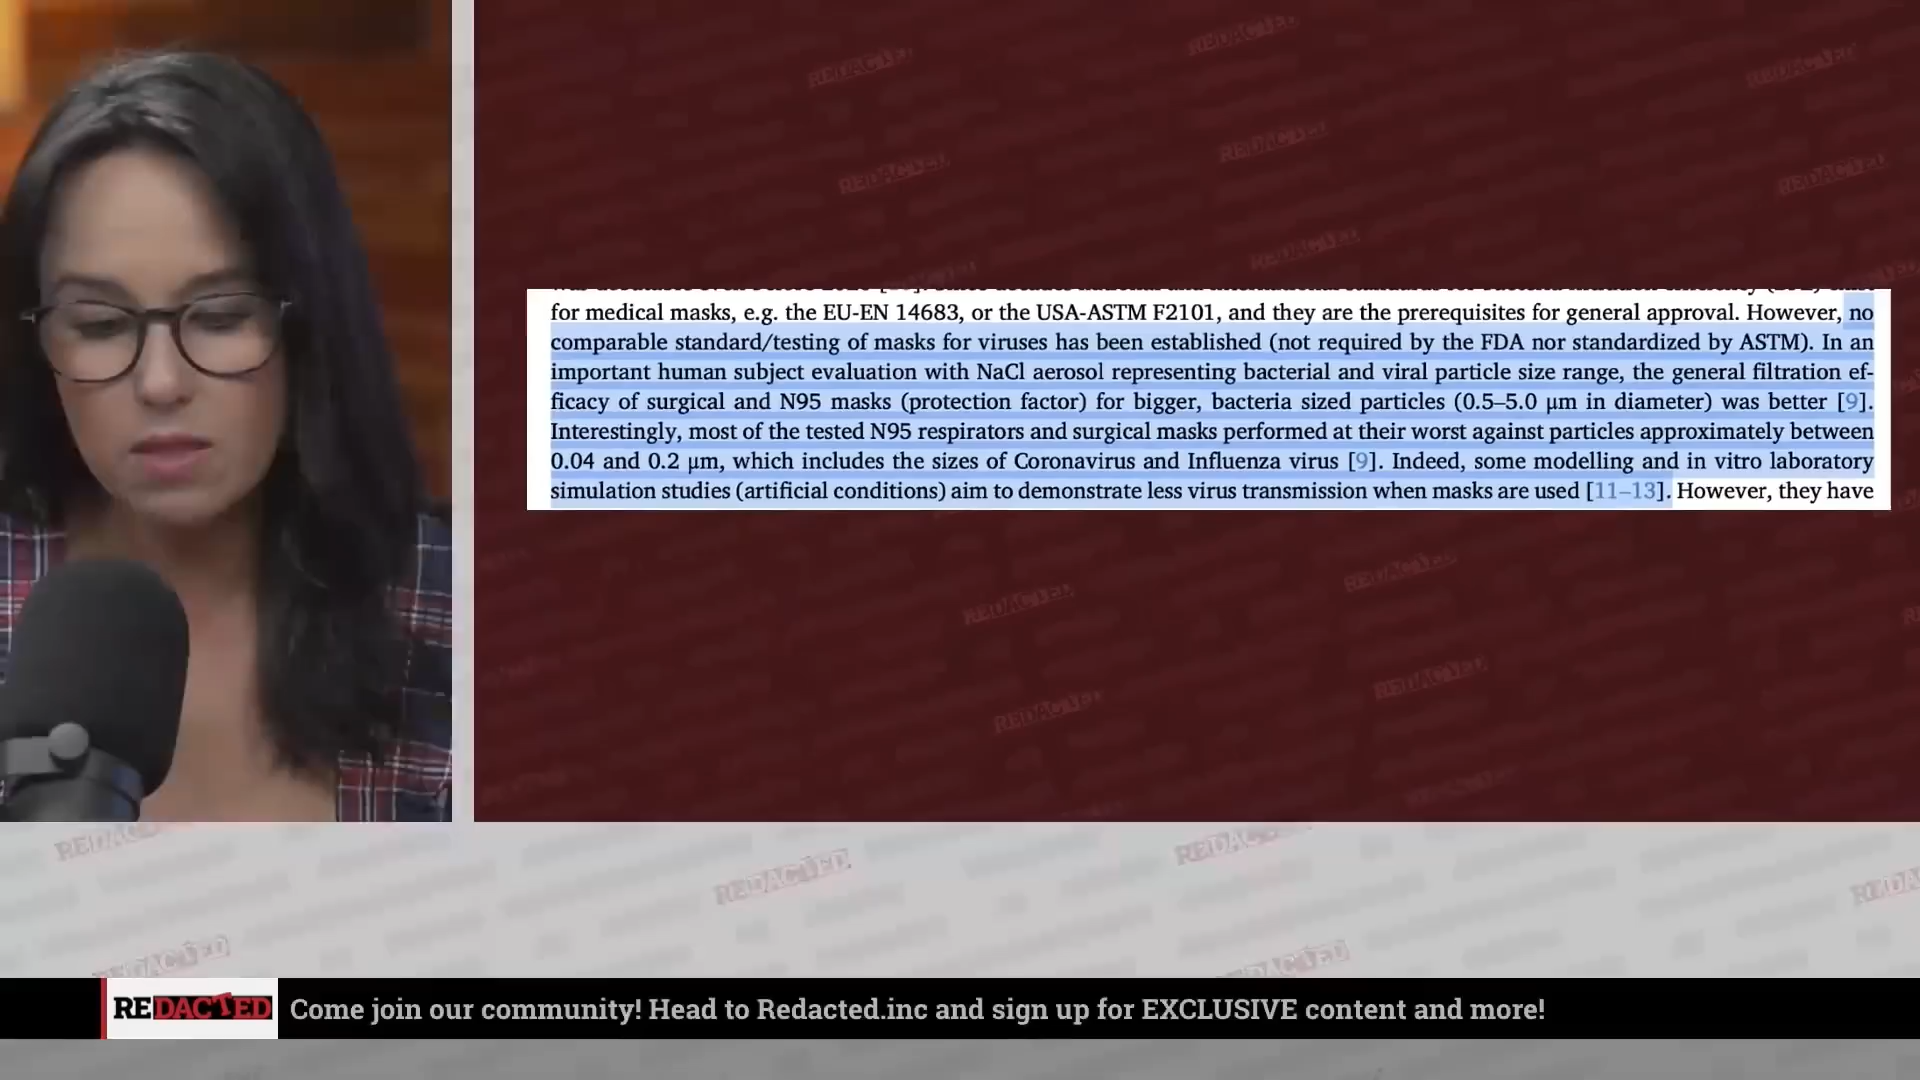 for medical masks, e.g. the EU-EN 14683, or the USA-ASTM F2101, and they are the prerequisites for general approval. However, no
comparable standard/testing of masks for viruses has been established (not required by the FDA nor standardized by ASTM). In an
important human subject evaluation with NaCl aerosol representing bacterial and viral particle size range, the general filtration ef-
ficacy of surgical and N95 masks (protection factor) for bigger, bacteria sized particles (0.5–5.0 μm in diameter) was better [9].
Interestingly, most of the tested N95 respirators and surgical masks performed at their worst against particles approximately between
0.04 and 0.2 μm, which includes the sizes of Coronavirus and Influenza virus [9]. Indeed, some modelling and in vitro laboratory
simulation studies (artificial conditions) aim to demonstrate less virus transmission when masks are used [11–13]. However, they have
REDACTED Come join our community! Head to Redacted.inc and sign up for EXCLUSIVE content and more!